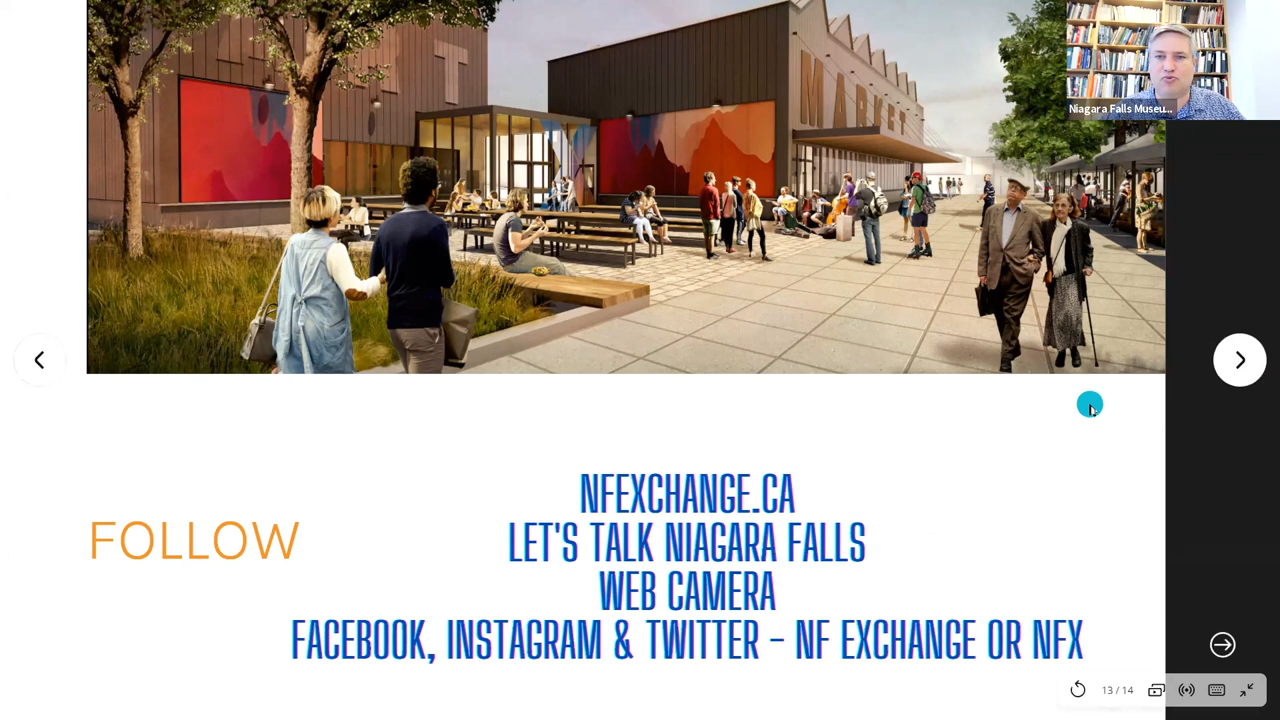 MARKET
Niagara Falls Museu...
FOLLOW
NFEXCHANGE.CA
LET'S TALK NIAGARA FALLS
WEB CAMERA
FACEBOOK, INSTAGRAM & TWITTER - NF EXCHANGE OR NFX
13 / 14